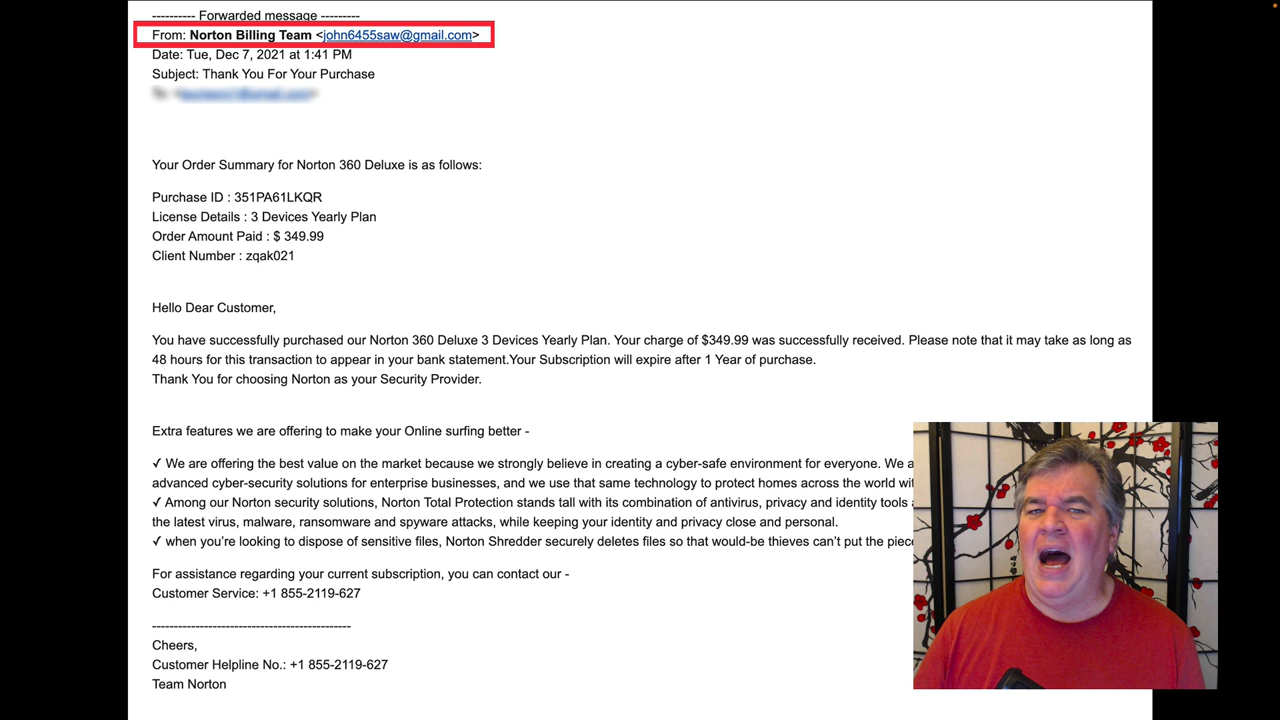 ---------- Forwarded message ---------
From: Norton Billing Team <john6455saw@gmail.com>
Date: Tue, Dec 7, 2021 at 1:41 PM
Subject: Thank You For Your Purchase
Your Order Summary for Norton 360 Deluxe is as follows:
Purchase ID : 351PA61LKQR
License Details : 3 Devices Yearly Plan
Order Amount Paid : $ 349.99
Client Number : zqak021
Hello Dear Customer,
You have successfully purchased our Norton 360 Deluxe 3 Devices Yearly Plan. Your charge of $349.99 was successfully received. Please note that it may take as long as
48 hours for this transaction to appear in your bank statement.Your Subscription will expire after 1 Year of purchase.
Thank You for choosing Norton as your Security Provider.
Extra features we are offering to make your Online surfing better -
✓ We are offering the best value on the market because we strongly believe in creating a cyber-safe environment for everyone. We
advanced cyber-security solutions for enterprise businesses, and we use that same technology to protect homes across the world
✓ Among our Norton security solutions, Norton Total Protection stands tall with its combination of antivirus, privacy and identity tools
the latest virus, malware, ransomware and spyware attacks, while keeping your identity and privacy close and personal.
✓ when you're looking to dispose of sensitive files, Norton Shredder securely deletes files so that would-be thieves can't put the
For assistance regarding your current subscription, you can contact our -
Customer Service: +1 855-2119-627
----------------------------------------------
Cheers,
Customer Helpline No.: +1 855-2119-627
Team Norton